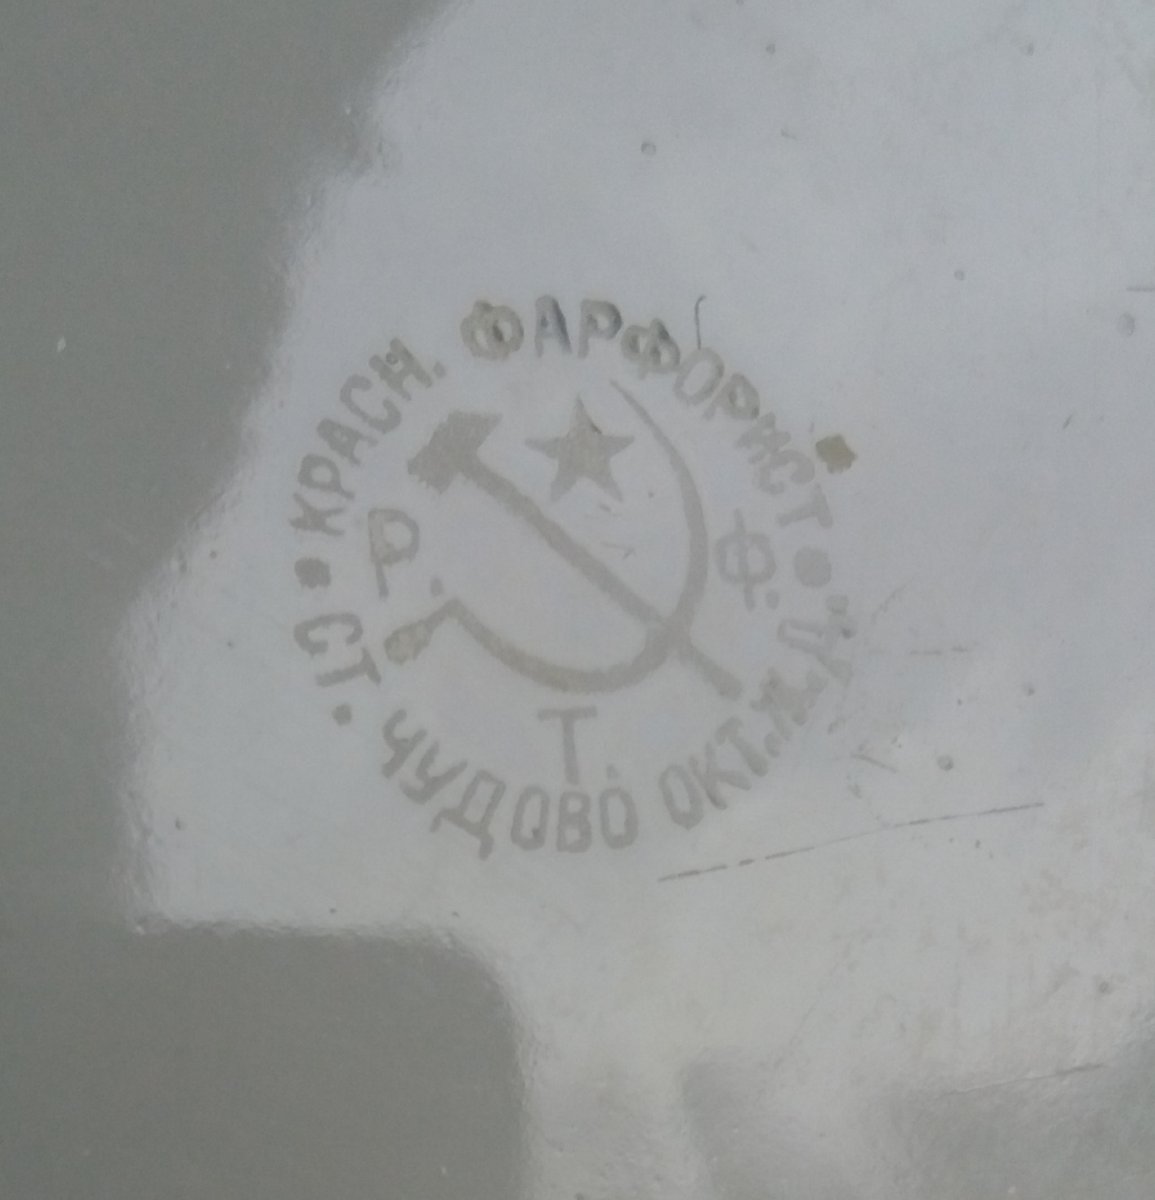 КРАСН. ФАРФОРИСТ
СТ. ЧУДОВО ОКТ. Ж. Д.
Р. Ф. Т.